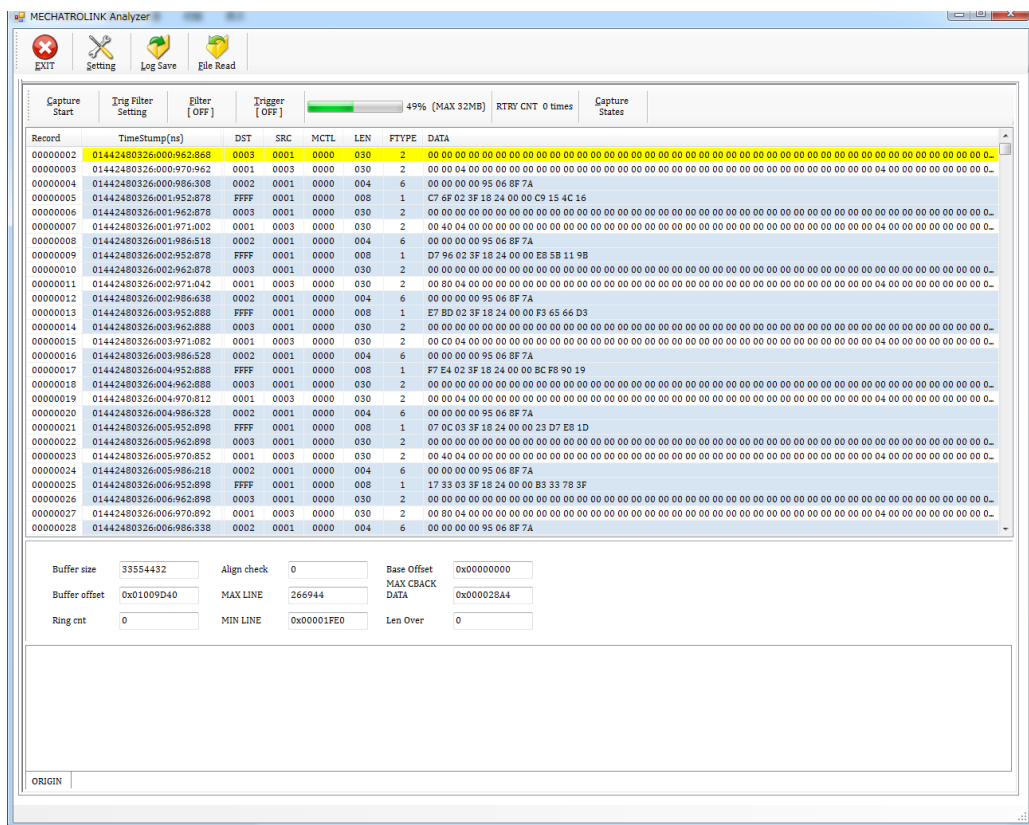 MECHATROLINK Analyzer
EXIT Setting Log Save File Read
Capture Start Trig Filter Setting Filter [ OFF ] Trigger [ OFF ] 49% (MAX 32MB) RTRY CNT 0 times Capture States
Record TimeStump(ns) DST SRC MCTL LEN FTYPE DATA
00000002 01442480326:000:962:868 0003 0001 0000 030 2 00 00 00 00 00 00 00 00 00 00 00 00 00 00 00 00 00 00 00 00 00 00 00 00 00 00 00 00 00 00 00 00 00 00 00 00 00 00 00 00 0...
00000003 01442480326:000:970:962 0001 0003 0000 030 2 00 00 04 00 00 00 00 00 00 00 00 00 00 00 00 00 00 00 00 00 00 00 00 00 00 00 00 00 00 00 00 00 04 00 00 00 00 00 00 00 0...
00000004 01442480326:000:986:308 0002 0001 0000 004 6 00 00 00 00 95 06 8F 7A
00000005 01442480326:001:952:878 FFFF 0001 0000 008 1 C7 6F 02 3F 18 24 00 00 C9 15 4C 16
00000006 01442480326:001:962:878 0003 0001 0000 030 2 00 00 00 00 00 00 00 00 00 00 00 00 00 00 00 00 00 00 00 00 00 00 00 00 00 00 00 00 00 00 00 00 00 00 00 00 00 00 00 00 0...
00000007 01442480326:001:971:002 0001 0003 0000 030 2 00 40 04 00 00 00 00 00 00 00 00 00 00 00 00 00 00 00 00 00 00 00 00 00 00 00 00 00 00 00 00 00 04 00 00 00 00 00 00 00 0...
00000008 01442480326:001:986:518 0002 0001 0000 004 6 00 00 00 00 95 06 8F 7A
00000009 01442480326:002:952:878 FFFF 0001 0000 008 1 D7 96 02 3F 18 24 00 00 E8 5B 11 9B
00000010 01442480326:002:962:878 0003 0001 0000 030 2 00 00 00 00 00 00 00 00 00 00 00 00 00 00 00 00 00 00 00 00 00 00 00 00 00 00 00 00 00 00 00 00 00 00 00 00 00 00 00 00 0...
00000011 01442480326:002:971:042 0001 0003 0000 030 2 00 80 04 00 00 00 00 00 00 00 00 00 00 00 00 00 00 00 00 00 00 00 00 00 00 00 00 00 00 00 00 00 04 00 00 00 00 00 00 00 0...
00000012 01442480326:002:986:638 0002 0001 0000 004 6 00 00 00 00 95 06 8F 7A
00000013 01442480326:003:952:888 FFFF 0001 0000 008 1 E7 BD 02 3F 18 24 00 00 F3 65 66 D3
00000014 01442480326:003:962:888 0003 0001 0000 030 2 00 00 00 00 00 00 00 00 00 00 00 00 00 00 00 00 00 00 00 00 00 00 00 00 00 00 00 00 00 00 00 00 00 00 00 00 00 00 00 00 0...
00000015 01442480326:003:971:082 0001 0003 0000 030 2 00 C0 04 00 00 00 00 00 00 00 00 00 00 00 00 00 00 00 00 00 00 00 00 00 00 00 00 00 00 00 00 00 04 00 00 00 00 00 00 00 0...
00000016 01442480326:003:986:528 0002 0001 0000 004 6 00 00 00 00 95 06 8F 7A
00000017 01442480326:004:952:888 FFFF 0001 0000 008 1 F7 E4 02 3F 18 24 00 00 BC F8 90 19
00000018 01442480326:004:962:888 0003 0001 0000 030 2 00 00 00 00 00 00 00 00 00 00 00 00 00 00 00 00 00 00 00 00 00 00 00 00 00 00 00 00 00 00 00 00 00 00 00 00 00 00 00 00 0...
00000019 01442480326:004:970:812 0001 0003 0000 030 2 00 00 04 00 00 00 00 00 00 00 00 00 00 00 00 00 00 00 00 00 00 00 00 00 00 00 00 00 00 00 00 00 04 00 00 00 00 00 00 00 0...
00000020 01442480326:004:986:328 0002 0001 0000 004 6 00 00 00 00 95 06 8F 7A
00000021 01442480326:005:952:898 FFFF 0001 0000 008 1 07 0C 03 3F 18 24 00 00 23 D7 E8 1D
00000022 01442480326:005:962:898 0003 0001 0000 030 2 00 00 00 00 00 00 00 00 00 00 00 00 00 00 00 00 00 00 00 00 00 00 00 00 00 00 00 00 00 00 00 00 00 00 00 00 00 00 00 00 0...
00000023 01442480326:005:970:852 0001 0003 0000 030 2 00 40 04 00 00 00 00 00 00 00 00 00 00 00 00 00 00 00 00 00 00 00 00 00 00 00 00 00 00 00 00 00 04 00 00 00 00 00 00 00 0...
00000024 01442480326:005:986:218 0002 0001 0000 004 6 00 00 00 00 95 06 8F 7A
00000025 01442480326:006:952:898 FFFF 0001 0000 008 1 17 33 03 3F 18 24 00 00 B3 33 78 3F
00000026 01442480326:006:962:898 0003 0001 0000 030 2 00 00 00 00 00 00 00 00 00 00 00 00 00 00 00 00 00 00 00 00 00 00 00 00 00 00 00 00 00 00 00 00 00 00 00 00 00 00 00 00 0...
00000027 01442480326:006:970:892 0001 0003 0000 030 2 00 80 04 00 00 00 00 00 00 00 00 00 00 00 00 00 00 00 00 00 00 00 00 00 00 00 00 00 00 00 00 00 04 00 00 00 00 00 00 00 0...
00000028 01442480326:006:986:338 0002 0001 0000 004 6 00 00 00 00 95 06 8F 7A
Buffer size 33554432 Align check 0 Base Offset 0x00000000
Buffer offset 0x01009D40 MAX LINE 266944 MAX CBACK DATA 0x000028A4
Ring cnt 0 MIN LINE 0x00001FE0 Len Over 0
ORIGIN